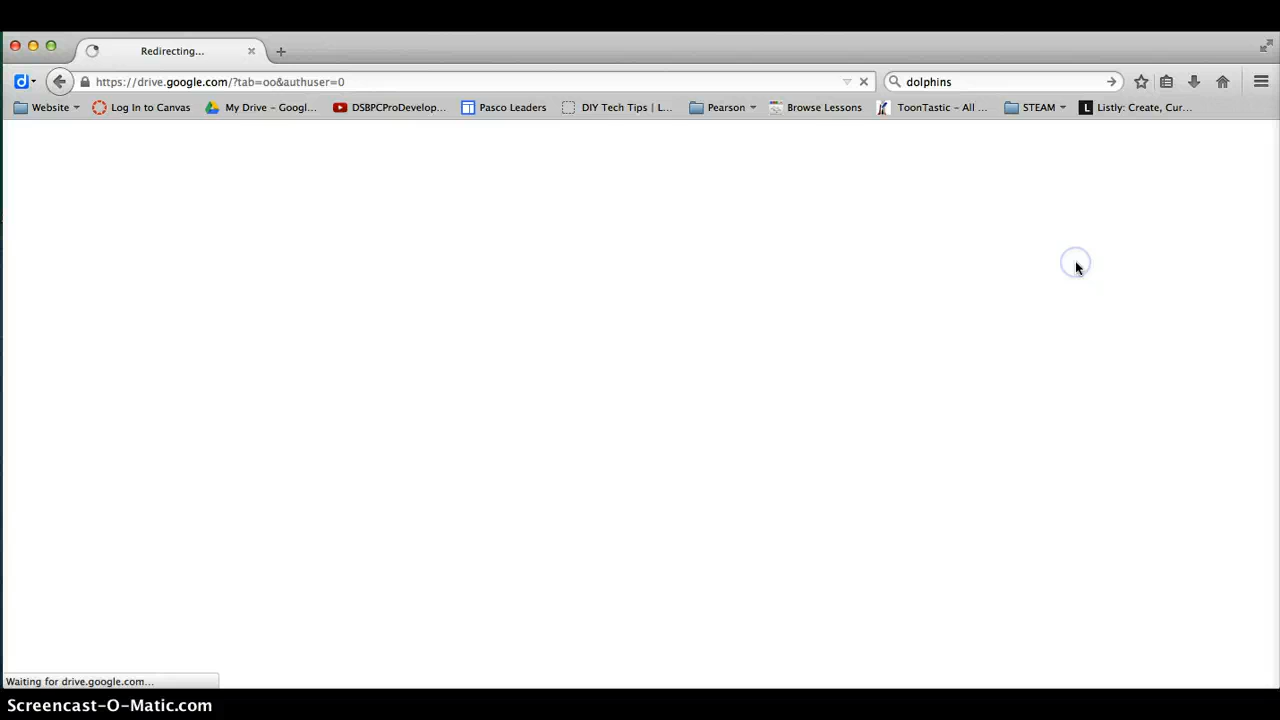 Redirecting...
https://drive.google.com/?tab=oo&authuser=0
dolphins
Website
Log In to Canvas
My Drive – Googl...
DSBPCProDevelop...
Pasco Leaders
DIY Tech Tips | L...
Pearson
Browse Lessons
ToonTastic – All ...
STEAM
L Listly: Create, Cur...
Waiting for drive.google.com...
Screencast-O-Matic.com